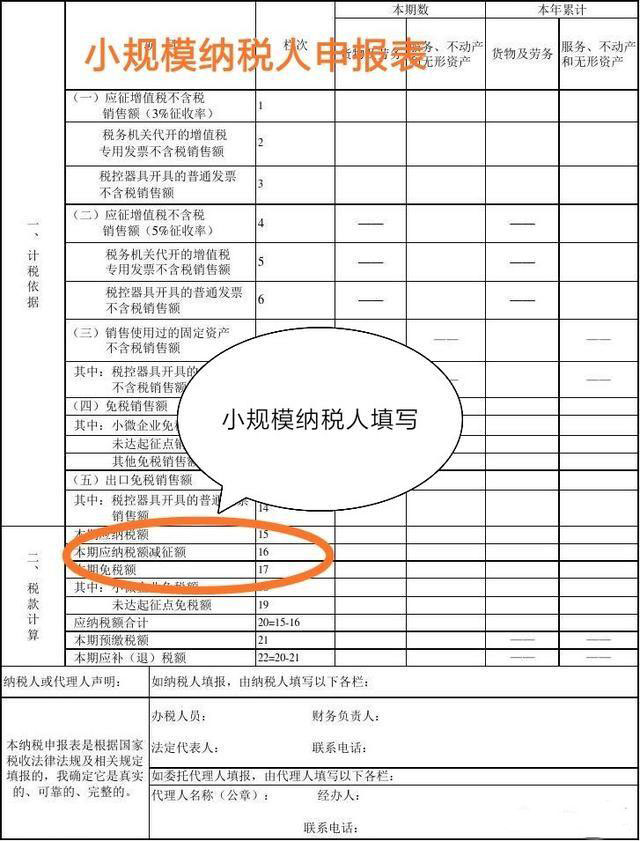 本期数
本年累计
小规模纳税人申报表
栏次
货物及劳务
服务、不动产
和无形资产
货物及劳务
服务、不动产
和无形资产
一、计税依据
(一)应征增值税不含税
销售额(3%征收率)
1
税务机关代开的增值税
专用发票不含税销售额
2
税控器具开具的普通发票
不含税销售额
3
(二)应征增值税不含税
销售额(5%征收率)
4
——
——
税务机关代开的增值税
专用发票不含税销售额
5
——
——
税控器具开具的普通发票
不含税销售额
6
——
——
(三)销售使用过的固定资产
不含税销售额
——
——
其中:税控器具开具的
不含税销售额
——
(四)免税销售额
其中:小微企业免
未达起征点销
其他免税销售额
小规模纳税人填写
(五)出口免税销售额
其中:税控器具开具的普通
销售额
14
二、税款计算
本期应纳税额
15
本期应纳税额减征额
16
本期免税额
17
其中:小微企业免税额
未达起征点免税额
19
应纳税额合计
20=15-16
本期预缴税额
21
——
——
本期应补(退)税额
22=20-21
——
——
纳税人或代理人声明:
如纳税人填报,由纳税人填写以下各栏:
本纳税申报表是根据国家
税收法律法规及相关规定
填报的,我确定它是真实
的、可靠的、完整的。
办税人员:
财务负责人:
法定代表人:
联系电话:
如委托代理人填报,由代理人填写以下各栏:
代理人名称(公章):
经办人:
联系电话: